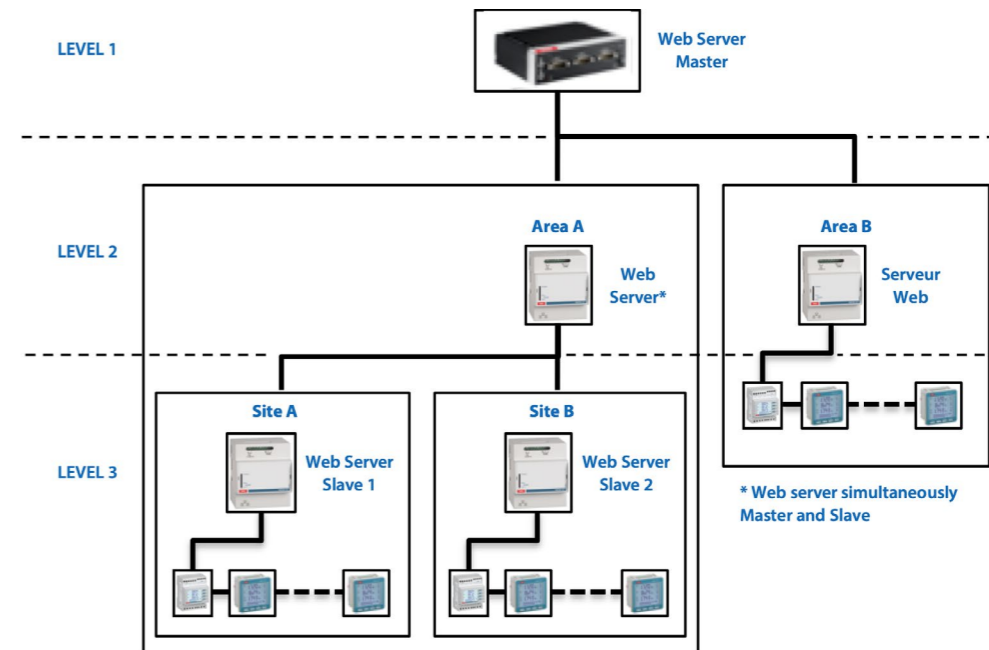 LEVEL 1
Web Server
Master
LEVEL 2
Area A
Web
Server*
Area B
Serveur
Web
LEVEL 3
Site A
Web Server
Slave 1
Site B
Web Server
Slave 2
* Web server simultaneously
Master and Slave